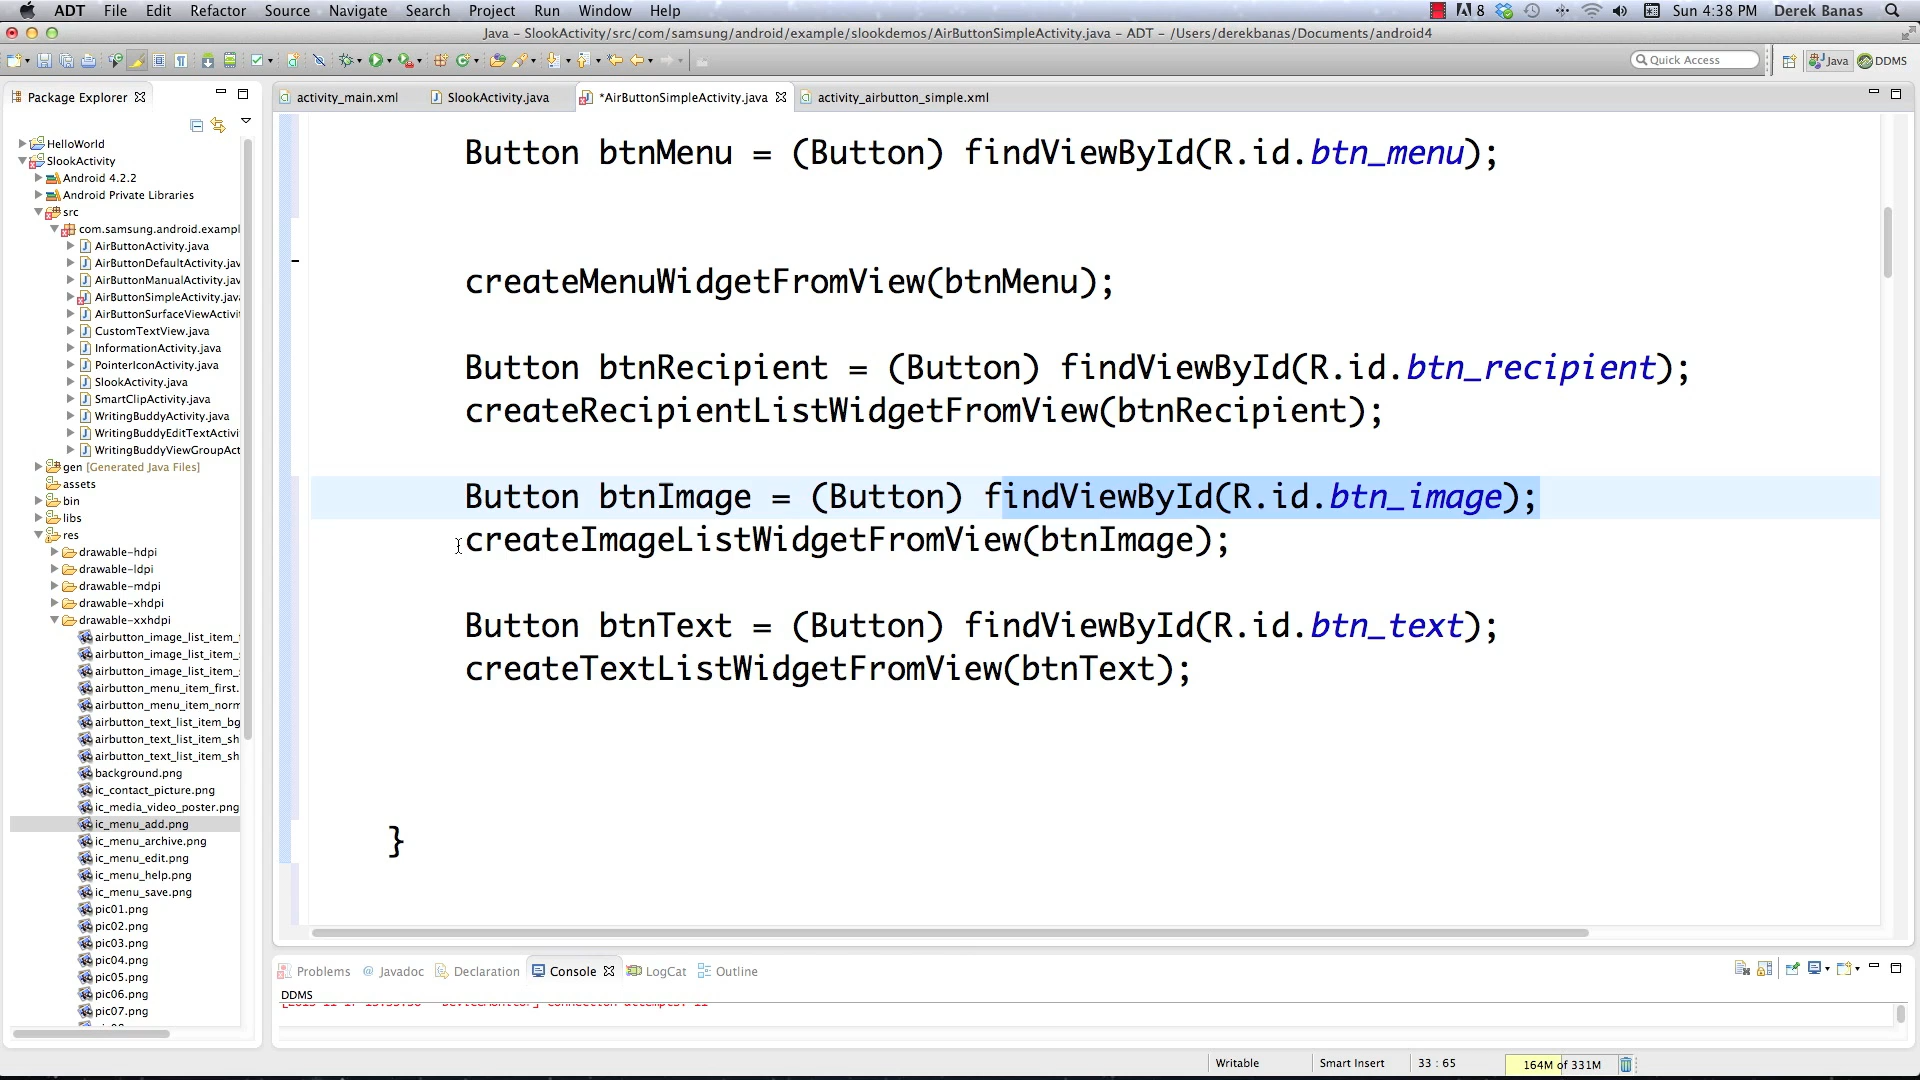 ADT File Edit Refactor Source Navigate Search Project Run Window Help 8 Sun 4:38 PM Derek Banas
Java – SlookActivity/src/com/samsung/android/example/slookdemos/AirButtonSimpleActivity.java – ADT – /Users/derekbanas/Documents/android4
Quick Access Java DDMS
Package Explorer
activity_main.xml SlookActivity.java *AirButtonSimpleActivity.java activity_airbutton_simple.xml
HelloWorld
SlookActivity
Android 4.2.2
Android Private Libraries
src
com.samsung.android.exampl
AirButtonActivity.java
AirButtonDefaultActivity.jav
AirButtonManualActivity.jav
AirButtonSimpleActivity.java
AirButtonSurfaceViewActivit
CustomTextView.java
InformationActivity.java
PointerIconActivity.java
SlookActivity.java
SmartClipActivity.java
WritingBuddyActivity.java
WritingBuddyEditTextActivi
WritingBuddyViewGroupAct
gen [Generated Java Files]
assets
bin
libs
res
drawable-hdpi
drawable-ldpi
drawable-mdpi
drawable-xhdpi
drawable-xxhdpi
airbutton_image_list_item_
airbutton_image_list_item_
airbutton_image_list_item_
airbutton_menu_item_first.
airbutton_menu_item_norm
airbutton_text_list_item_bg
airbutton_text_list_item_sh
airbutton_text_list_item_sh
background.png
ic_contact_picture.png
ic_media_video_poster.png
ic_menu_add.png
ic_menu_archive.png
ic_menu_edit.png
ic_menu_help.png
ic_menu_save.png
pic01.png
pic02.png
pic03.png
pic04.png
pic05.png
pic06.png
pic07.png
Button btnMenu = (Button) findViewById(R.id.btn_menu);
createMenuWidgetFromView(btnMenu);
Button btnRecipient = (Button) findViewById(R.id.btn_recipient);
createRecipientListWidgetFromView(btnRecipient);
Button btnImage = (Button) findViewById(R.id.btn_image);
createImageListWidgetFromView(btnImage);
Button btnText = (Button) findViewById(R.id.btn_text);
createTextListWidgetFromView(btnText);
}
Problems @ Javadoc Declaration Console LogCat Outline
DDMS
Writable Smart Insert 33 : 65 164M of 331M